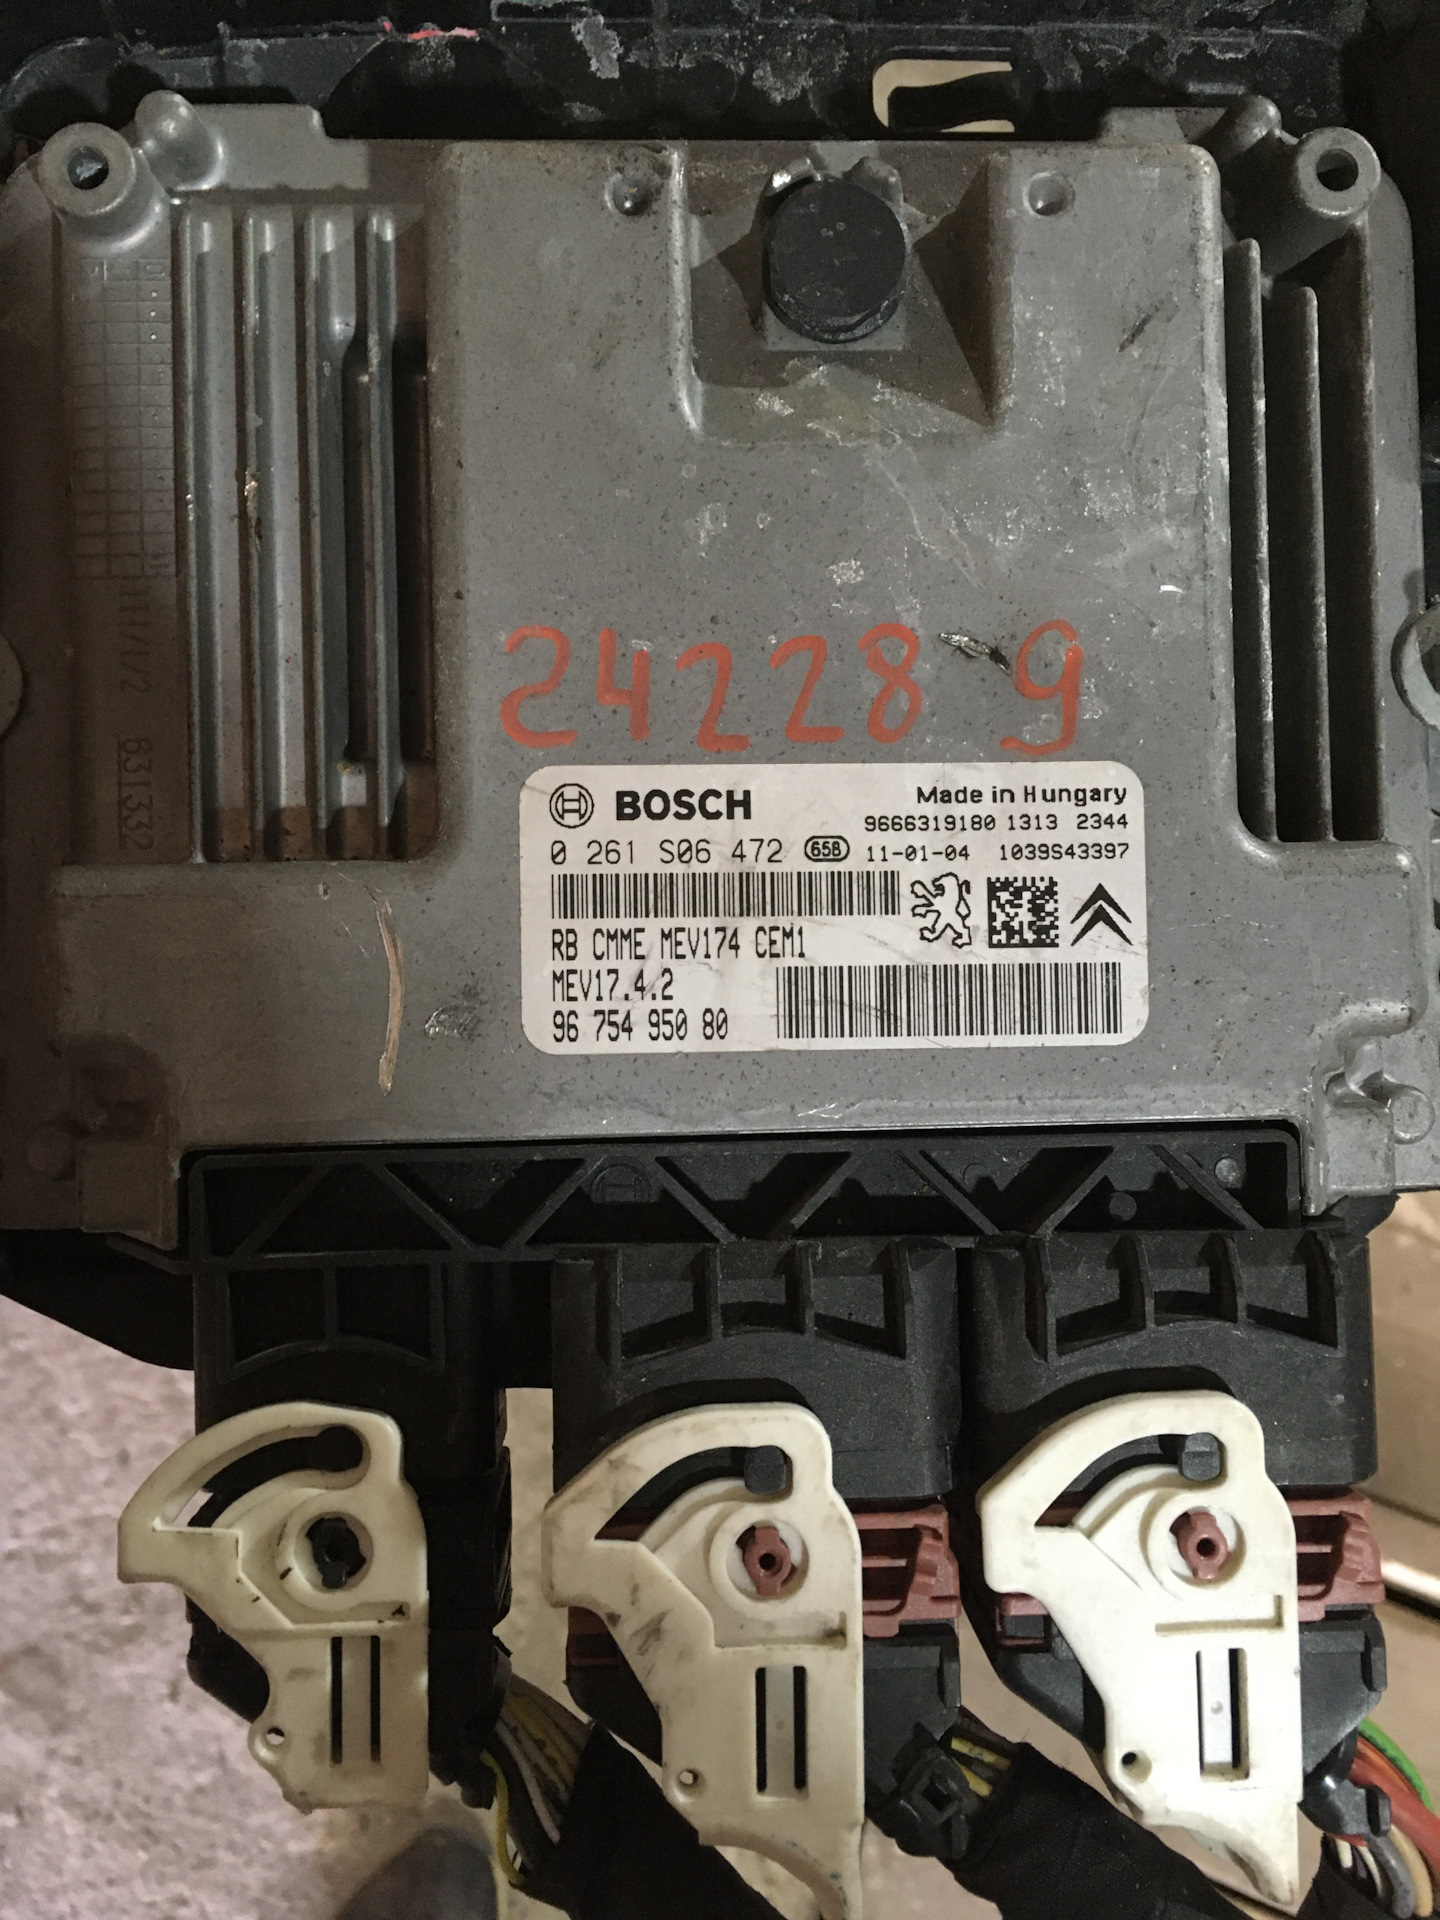 24228 9
BOSCH
Made in Hungary
9666319180 1313 2344
0 261 S06 472 658 11-01-04 1039S43397
RB CMME MEV174 CEM1
MEV17.4.2
96 754 950 80
631332